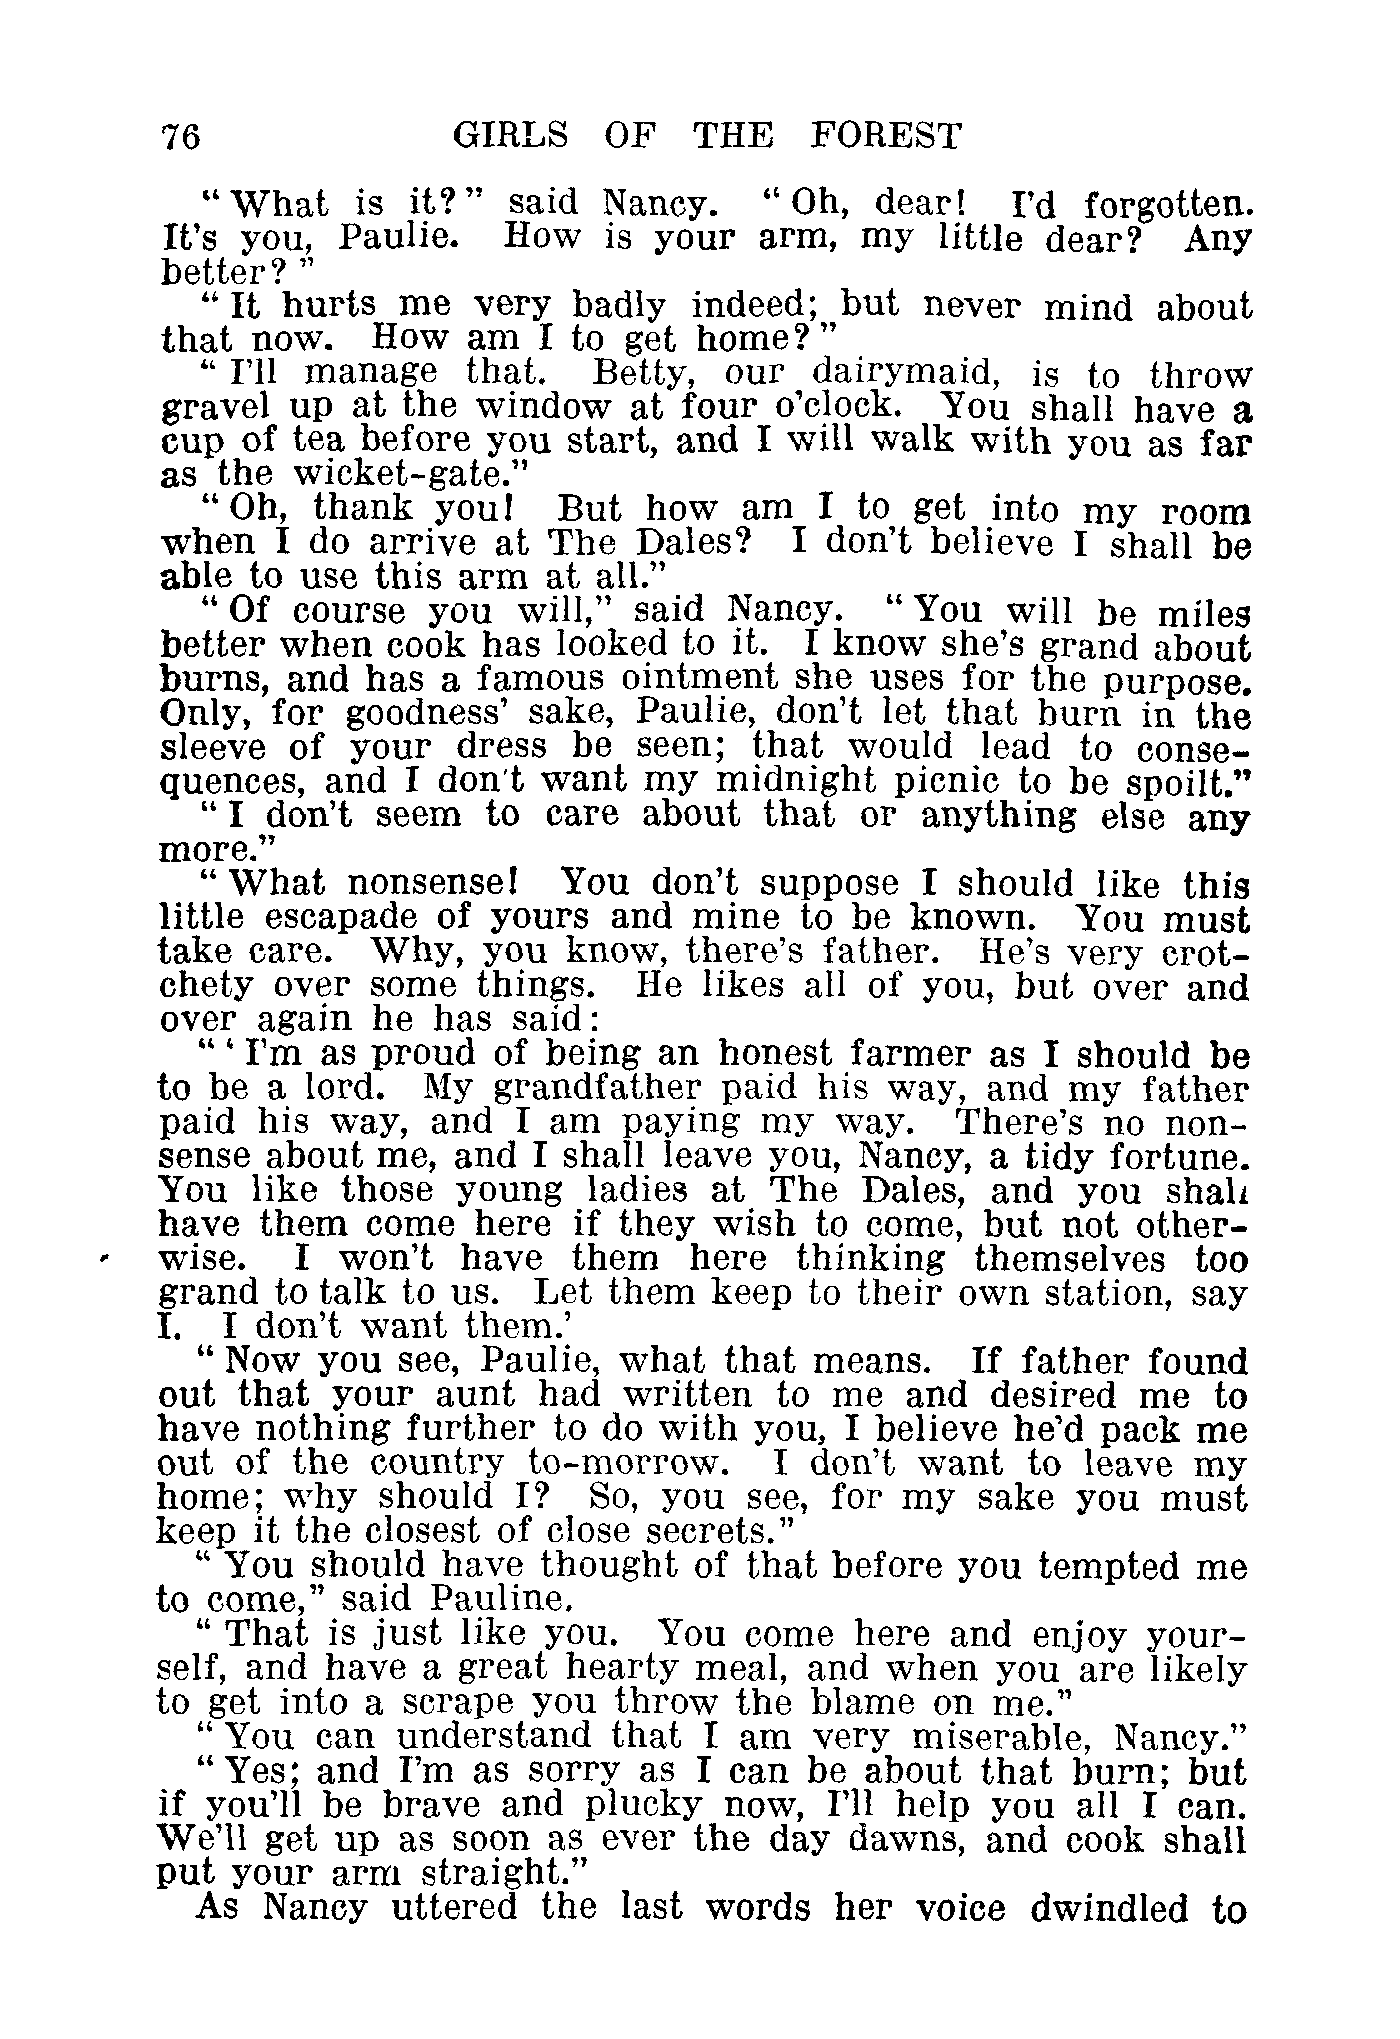 76 GIRLS OF THE FOREST
“What is it?” said Nancy. “Oh, dear! I’d forgotten.
It’s you, Paulie. How is your arm, my little dear? Any
better?”
“It hurts me very badly indeed; but never mind about
that now. How am I to get home?”
“I’ll manage that. Betty, our dairymaid, is to throw
gravel up at the window at four o’clock. You shall have a
cup of tea before you start, and I will walk with you as far
as the wicket-gate.”
“Oh, thank you! But how am I to get into my room
when I do arrive at The Dales? I don’t believe I shall be
able to use this arm at all.”
“Of course you will,” said Nancy. “You will be miles
better when cook has looked to it. I know she’s grand about
burns, and has a famous ointment she uses for the purpose.
Only, for goodness’ sake, Paulie, don’t let that burn in the
sleeve of your dress be seen; that would lead to conse-
quences, and I don’t want my midnight picnic to be spoilt.”
“I don’t seem to care about that or anything else any
more.”
“What nonsense! You don’t suppose I should like this
little escapade of yours and mine to be known. You must
take care. Why, you know, there’s father. He’s very crot-
chety over some things. He likes all of you, but over and
over again he has said:
“‘I’m as proud of being an honest farmer as I should be
to be a lord. My grandfather paid his way, and my father
paid his way, and I am paying my way. There’s no non-
sense about me, and I shall leave you, Nancy, a tidy fortune.
You like those young ladies at The Dales, and you shall
have them come here if they wish to come, but not other-
wise. I won’t have them here thinking themselves too
grand to talk to us. Let them keep to their own station, say
I. I don’t want them.’
“Now you see, Paulie, what that means. If father found
out that your aunt had written to me and desired me to
have nothing further to do with you, I believe he’d pack me
out of the country to-morrow. I don’t want to leave my
home; why should I? So, you see, for my sake you must
keep it the closest of close secrets.”
“You should have thought of that before you tempted me
to come,” said Pauline.
“That is just like you. You come here and enjoy your-
self, and have a great hearty meal, and when you are likely
to get into a scrape you throw the blame on me.”
“You can understand that I am very miserable, Nancy.”
“Yes; and I’m as sorry as I can be about that burn; but
if you’ll be brave and plucky now, I’ll help you all I can.
We’ll get up as soon as ever the day dawns, and cook shall
put your arm straight.”
As Nancy uttered the last words her voice dwindled to